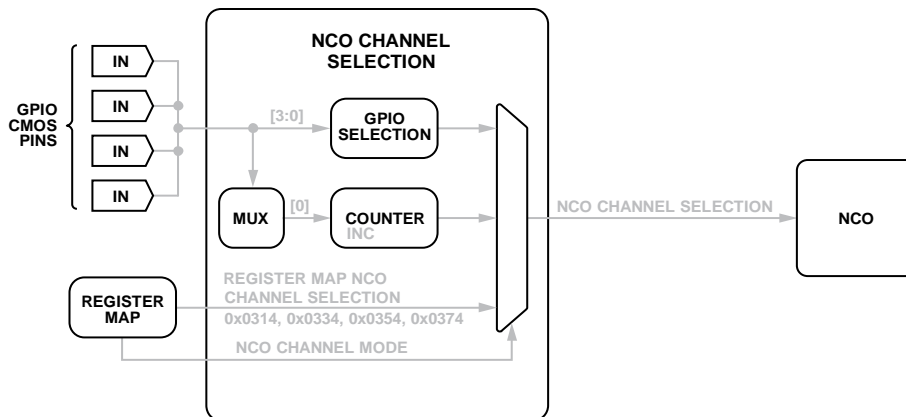 NCO CHANNEL
SELECTION
IN
IN
IN
IN
GPIO
CMOS
PINS
[3:0]
GPIO
SELECTION
MUX
[0]
COUNTER
INC
NCO CHANNEL SELECTION
NCO
REGISTER
MAP
REGISTER MAP NCO
CHANNEL SELECTION
0x0314, 0x0334, 0x0354, 0x0374
NCO CHANNEL MODE